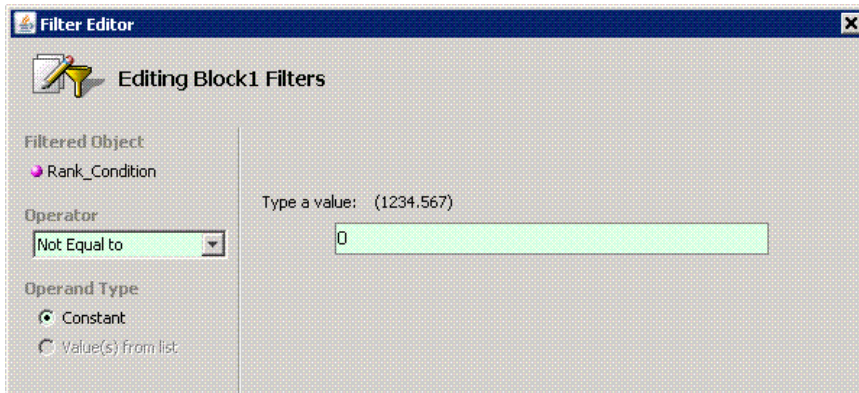 Filter Editor
Editing Block1 Filters
Filtered Object
Rank_Condition
Operator
Not Equal to
Operand Type
Constant
Value(s) from list
Type a value: (1234.567)
0